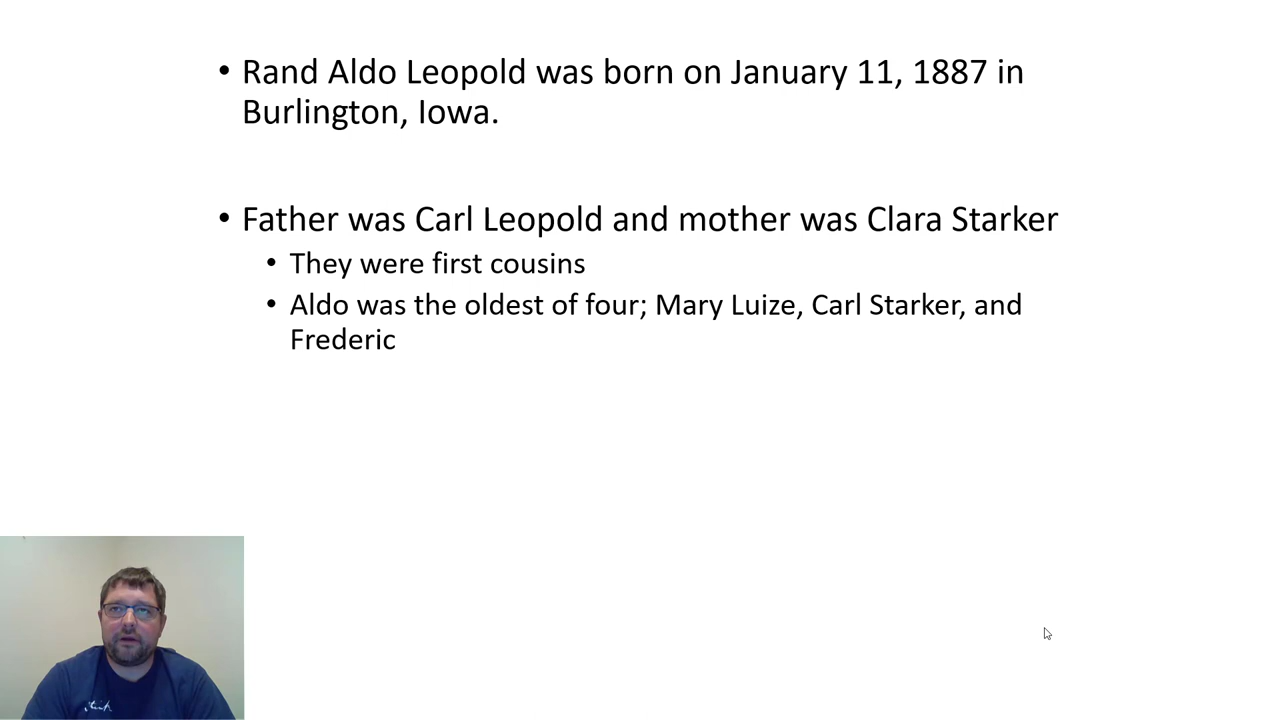 • Rand Aldo Leopold was born on January 11, 1887 in
Burlington, Iowa.
• Father was Carl Leopold and mother was Clara Starker
• They were first cousins
• Aldo was the oldest of four; Mary Luize, Carl Starker, and
Frederic